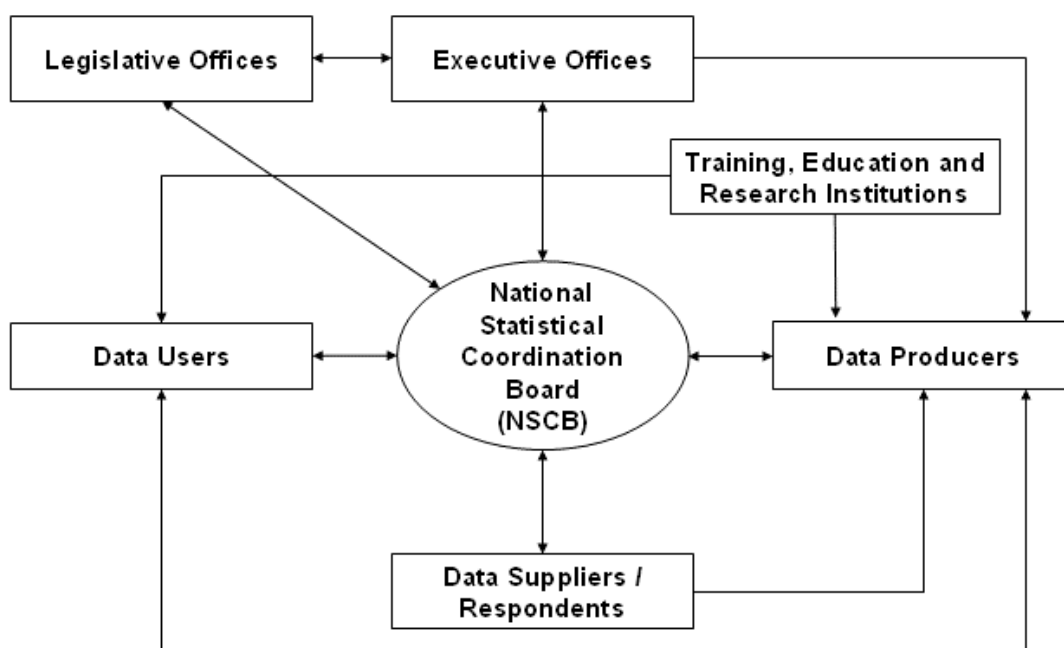 Legislative Offices
Executive Offices
Training, Education and
Research Institutions
National
Statistical
Coordination
Board
(NSCB)
Data Users
Data Producers
Data Suppliers /
Respondents